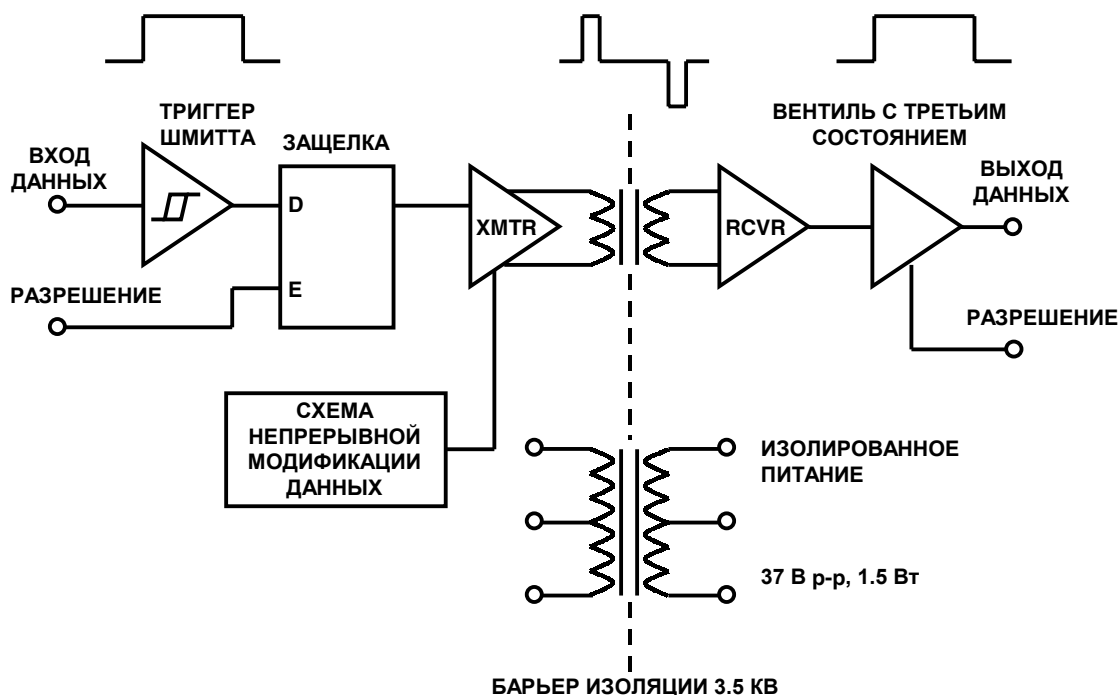 ТРИГГЕР
ШМИТТА
ЗАЩЕЛКА
ВЕНТИЛЬ С ТРЕТЬИМ
СОСТОЯНИЕМ
ВХОД
ДАННЫХ
ВЫХОД
ДАННЫХ
D
XMTR
RCVR
E
РАЗРЕШЕНИЕ
РАЗРЕШЕНИЕ
СХЕМА
НЕПРЕРЫВНОЙ
МОДИФИКАЦИИ
ДАННЫХ
ИЗОЛИРОВАННОЕ
ПИТАНИЕ
37 В p-p, 1.5 Вт
БАРЬЕР ИЗОЛЯЦИИ 3.5 КВ